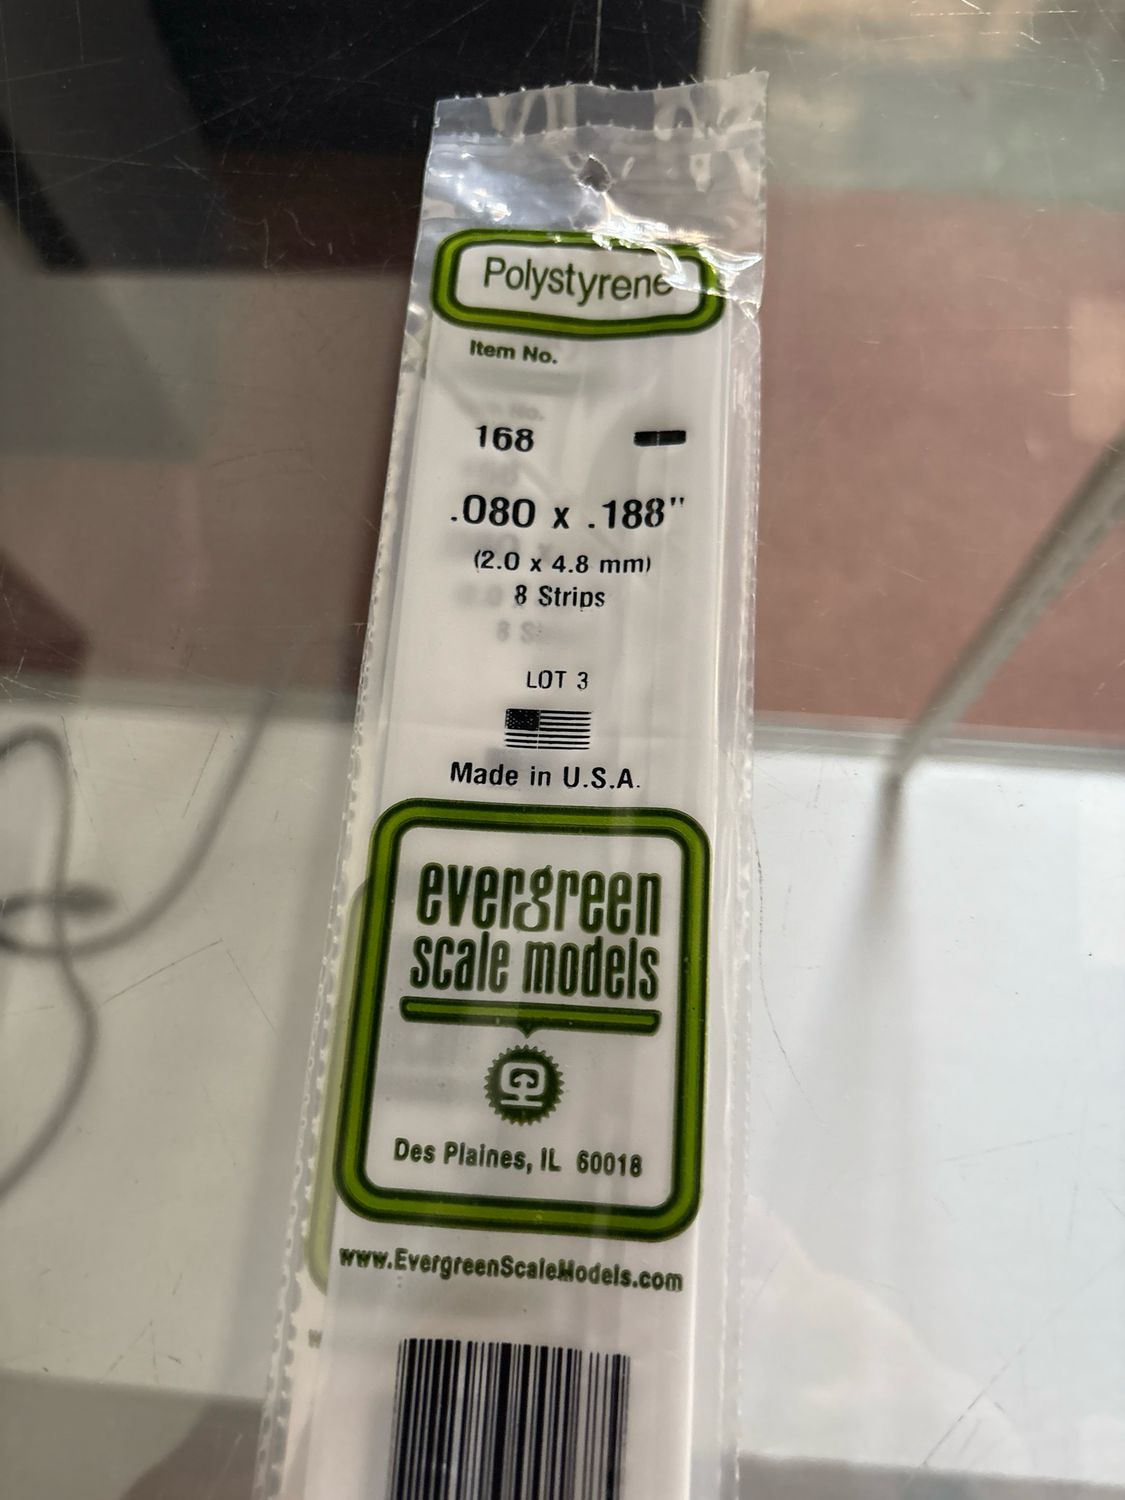 Polystyrene
Item No.
168
.080 x .188"
(2.0 x 4.8 mm)
8 Strips
LOT 3
Made in U.S.A.
evergreen
scale models
Des Plaines, IL 60018
www.EvergreenScaleModels.com